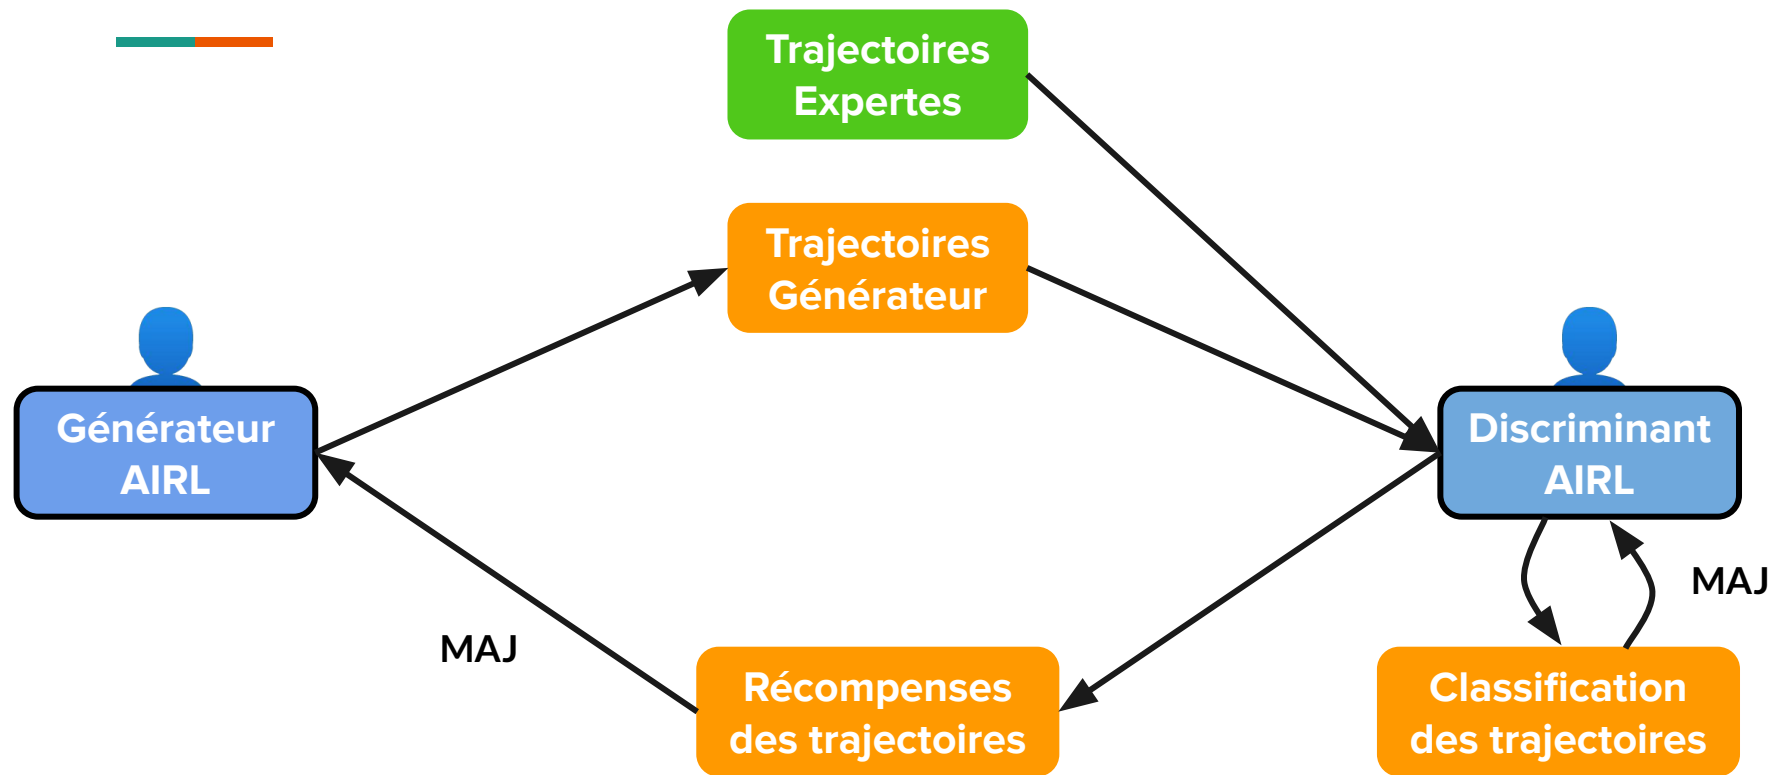 Trajectoires
Expertes
Trajectoires
Générateur
Générateur
AIRL
Discriminant
AIRL
MAJ
MAJ
Récompenses
des trajectoires
Classification
des trajectoires